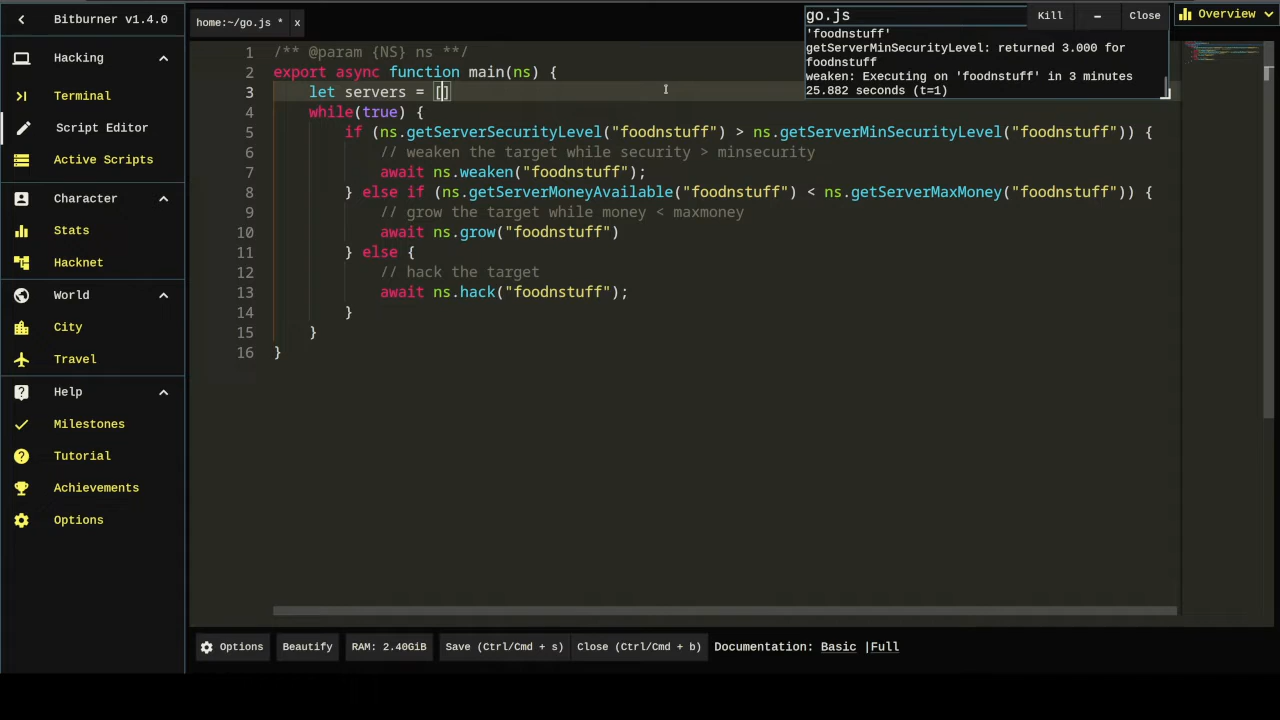 Bitburner v1.4.0
Hacking
Terminal
Script Editor
Active Scripts
Character
Stats
Hacknet
World
City
Travel
Help
Milestones
Tutorial
Achievements
Options
home:~/go.js * x
go.js
Kill
–
Close
Overview
'foodnstuff'
getServerMinSecurityLevel: returned 3.000 for
foodnstuff
weaken: Executing on 'foodnstuff' in 3 minutes
25.882 seconds (t=1)
1 /** @param {NS} ns **/
2 export async function main(ns) {
3 let servers = []
4 while(true) {
5 if (ns.getServerSecurityLevel("foodnstuff") > ns.getServerMinSecurityLevel("foodnstuff")) {
6 // weaken the target while security > minsecurity
7 await ns.weaken("foodnstuff");
8 } else if (ns.getServerMoneyAvailable("foodnstuff") < ns.getServerMaxMoney("foodnstuff")) {
9 // grow the target while money < maxmoney
10 await ns.grow("foodnstuff")
11 } else {
12 // hack the target
13 await ns.hack("foodnstuff");
14 }
15 }
16 }
Options
Beautify
RAM: 2.40GiB
Save (Ctrl/Cmd + s)
Close (Ctrl/Cmd + b)
Documentation: Basic |Full